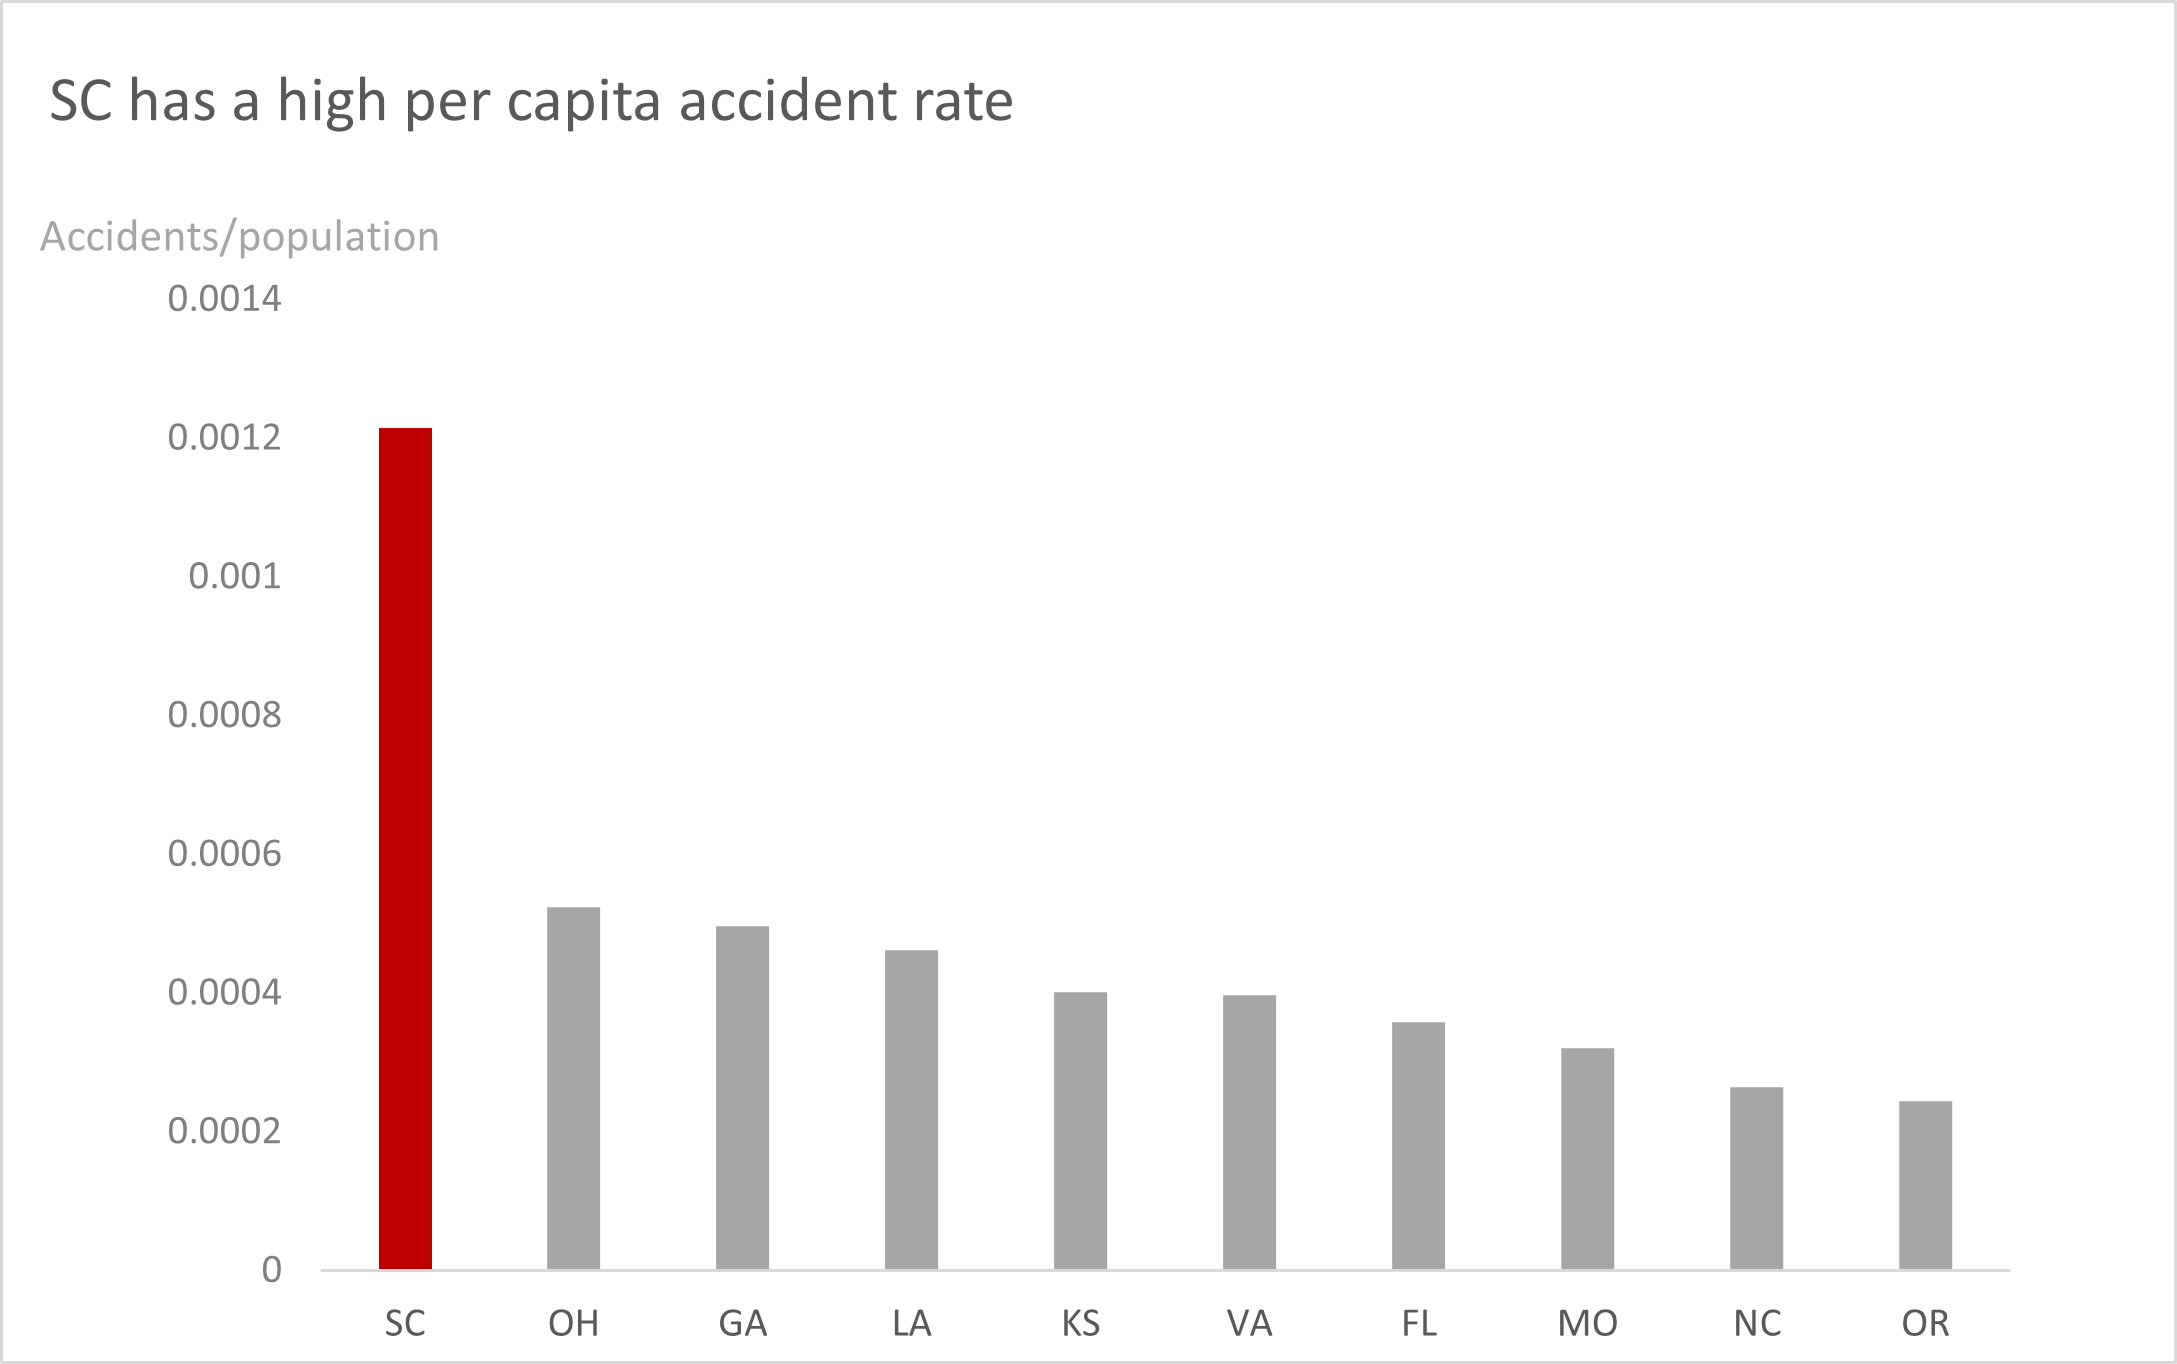 SC has a high per capita accident rate
Accidents/population
0.0014
0.0012
0.001
0.0008
0.0006
0.0004
0.0002
0
SC OH GA LA KS VA FL MO NC OR